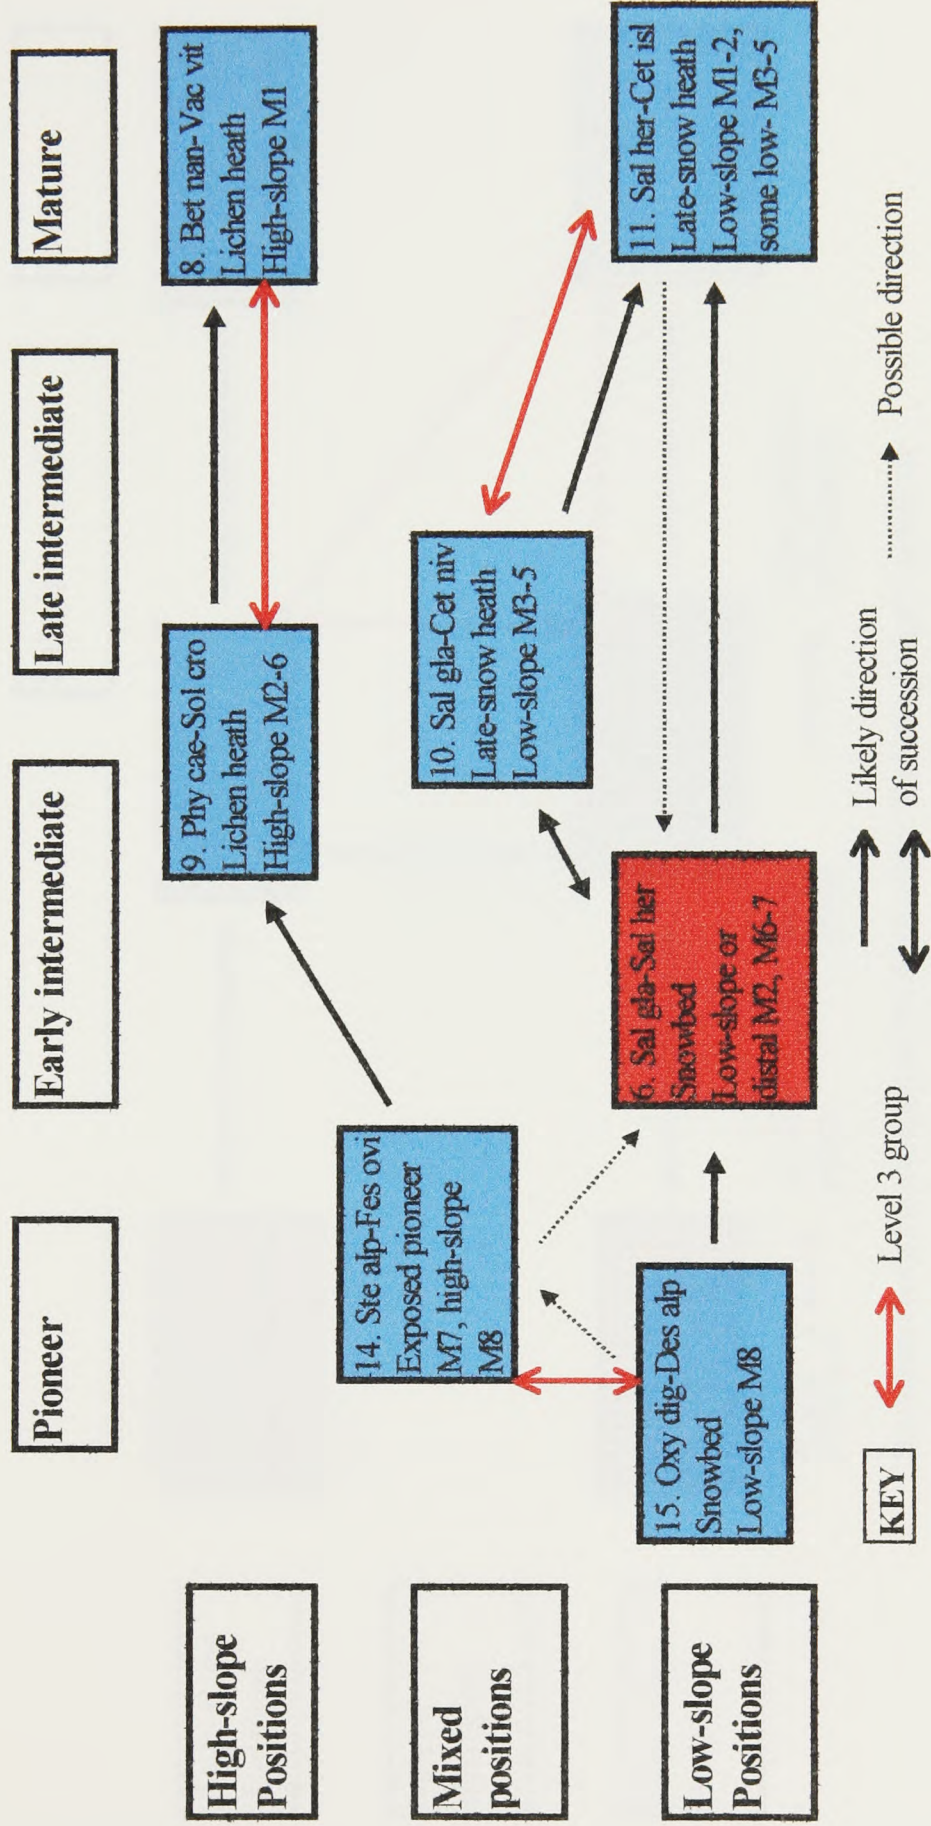 Pioneer
Early intermediate
Late intermediate
Mature
High-slope
Positions
9. Phy cae-Sol cro
Lichen heath
High-slope M2-6
8. Bet nan-Vac vit
Lichen heath
High-slope M1
Mixed
positions
14. Ste alp-Fes ovi
Exposed pioneer
M7, high-slope
M8
10. Sal gla-Cet niv
Late-snow heath
Low-slope M3-5
Low-slope
Positions
15. Oxy dig-Des alp
Snowbed
Low-slope M8
6. Sal gla-Sal her
Snowbed
Low-slope or
distal M2, M6-7
11. Sal her-Cet isl
Late-snow heath
Low-slope M1-2,
some low- M3-5
KEY
Level 3 group
Likely direction
of succession
Possible direction